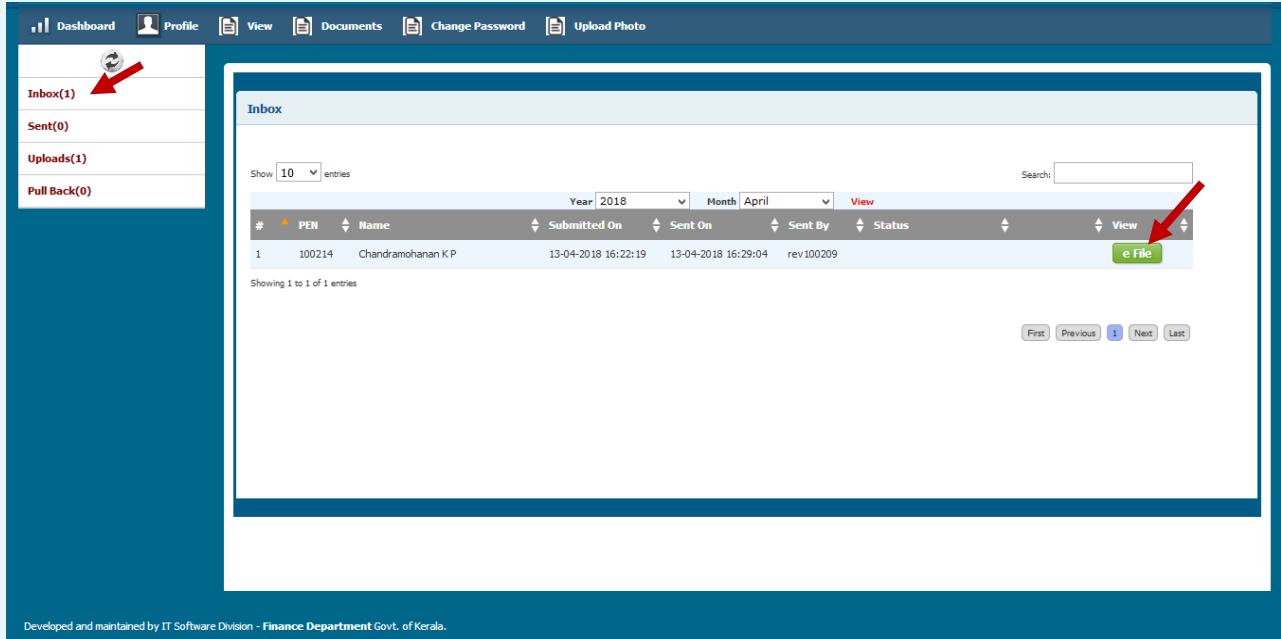 Dashboard Profile View Documents Change Password Upload Photo
Inbox(1)
Sent(0)
Uploads(1)
Pull Back(0)
Inbox
Show 10 entries Search:
Year 2018 Month April View
# PEN Name Submitted On Sent On Sent By Status View
1 100214 Chandramohanan K P 13-04-2018 16:22:19 13-04-2018 16:29:04 rev100209 e File
Showing 1 to 1 of 1 entries
First Previous 1 Next Last
Developed and maintained by IT Software Division - Finance Department Govt. of Kerala.